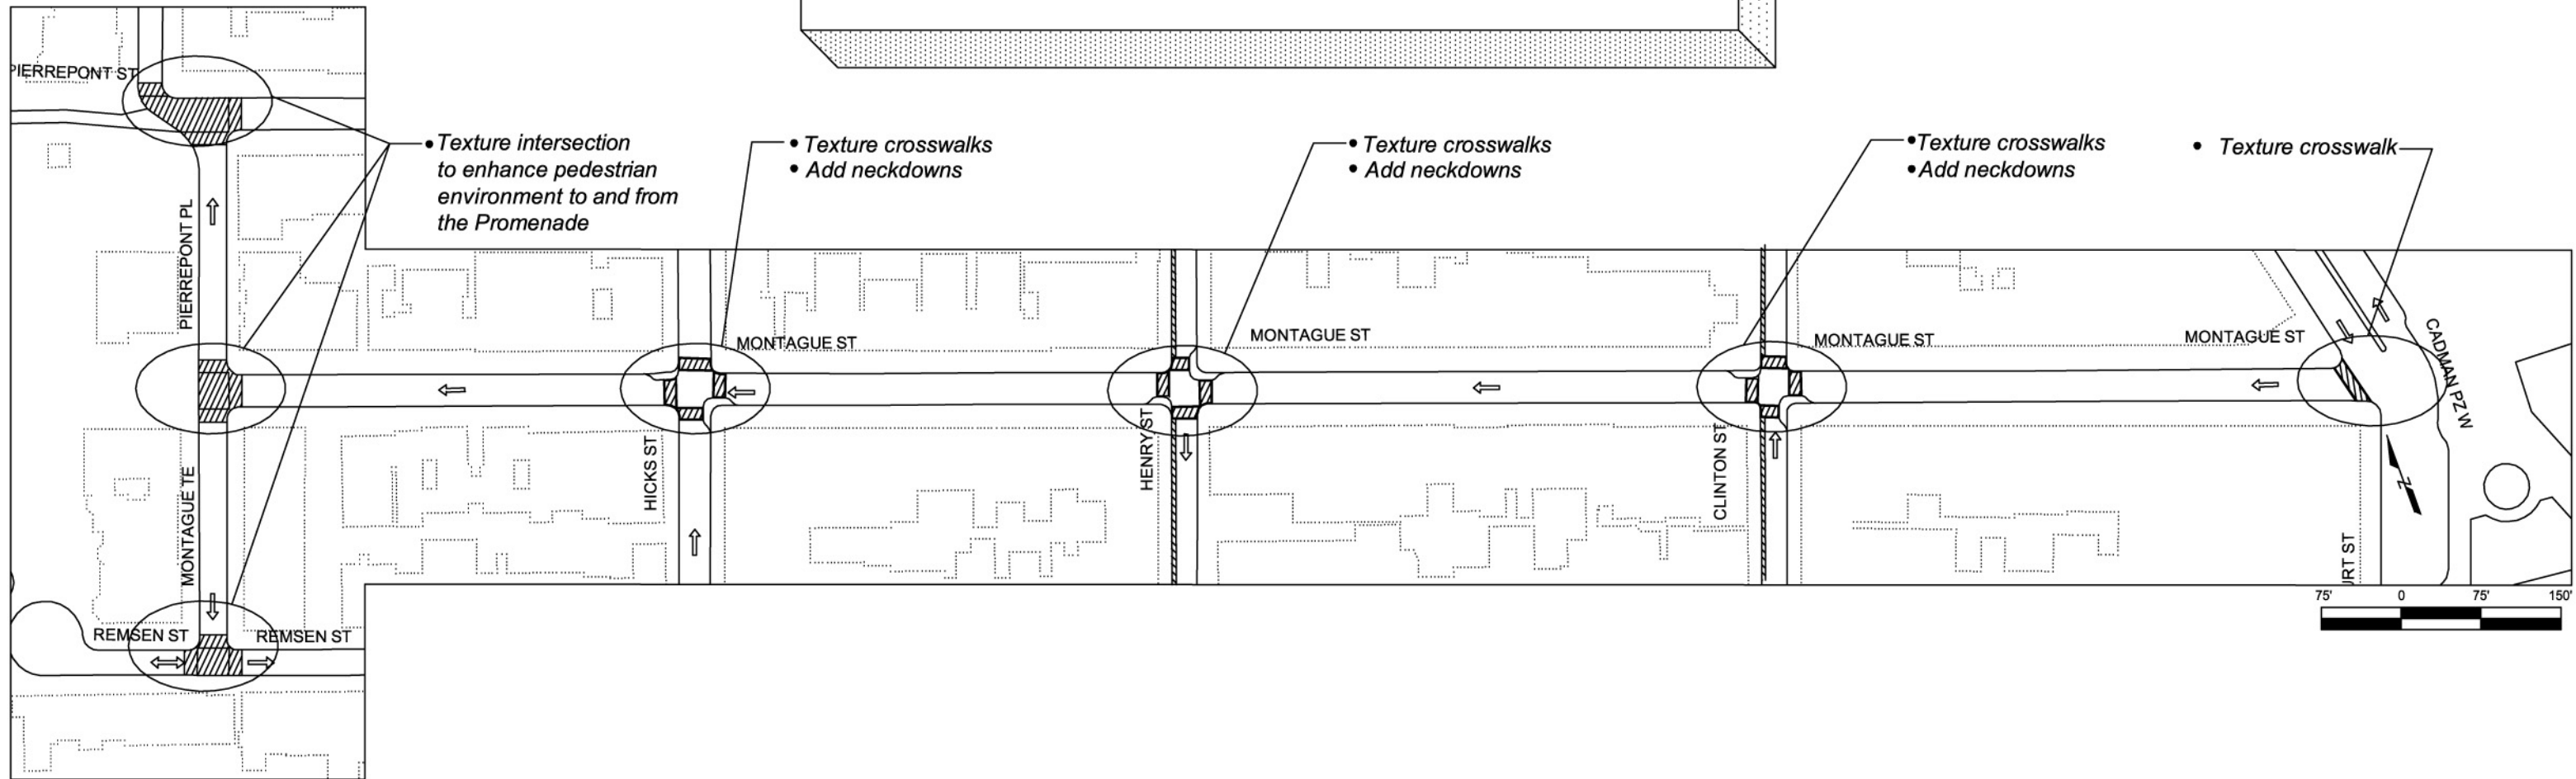 PIERREPONT ST
• Texture intersection
to enhance pedestrian
environment to and from
the Promenade
• Texture crosswalks
• Add neckdowns
• Texture crosswalks
• Add neckdowns
• Texture crosswalks
• Add neckdowns
• Texture crosswalk
PIERREPONT PL
MONTAGUE ST
MONTAGUE ST
MONTAGUE ST
MONTAGUE ST
CADMAN PZ W
MONTAGUE TE
HICKS ST
HENRY ST
CLINTON ST
URT ST
N
REMSEN ST
REMSEN ST
75' 0 75' 150'